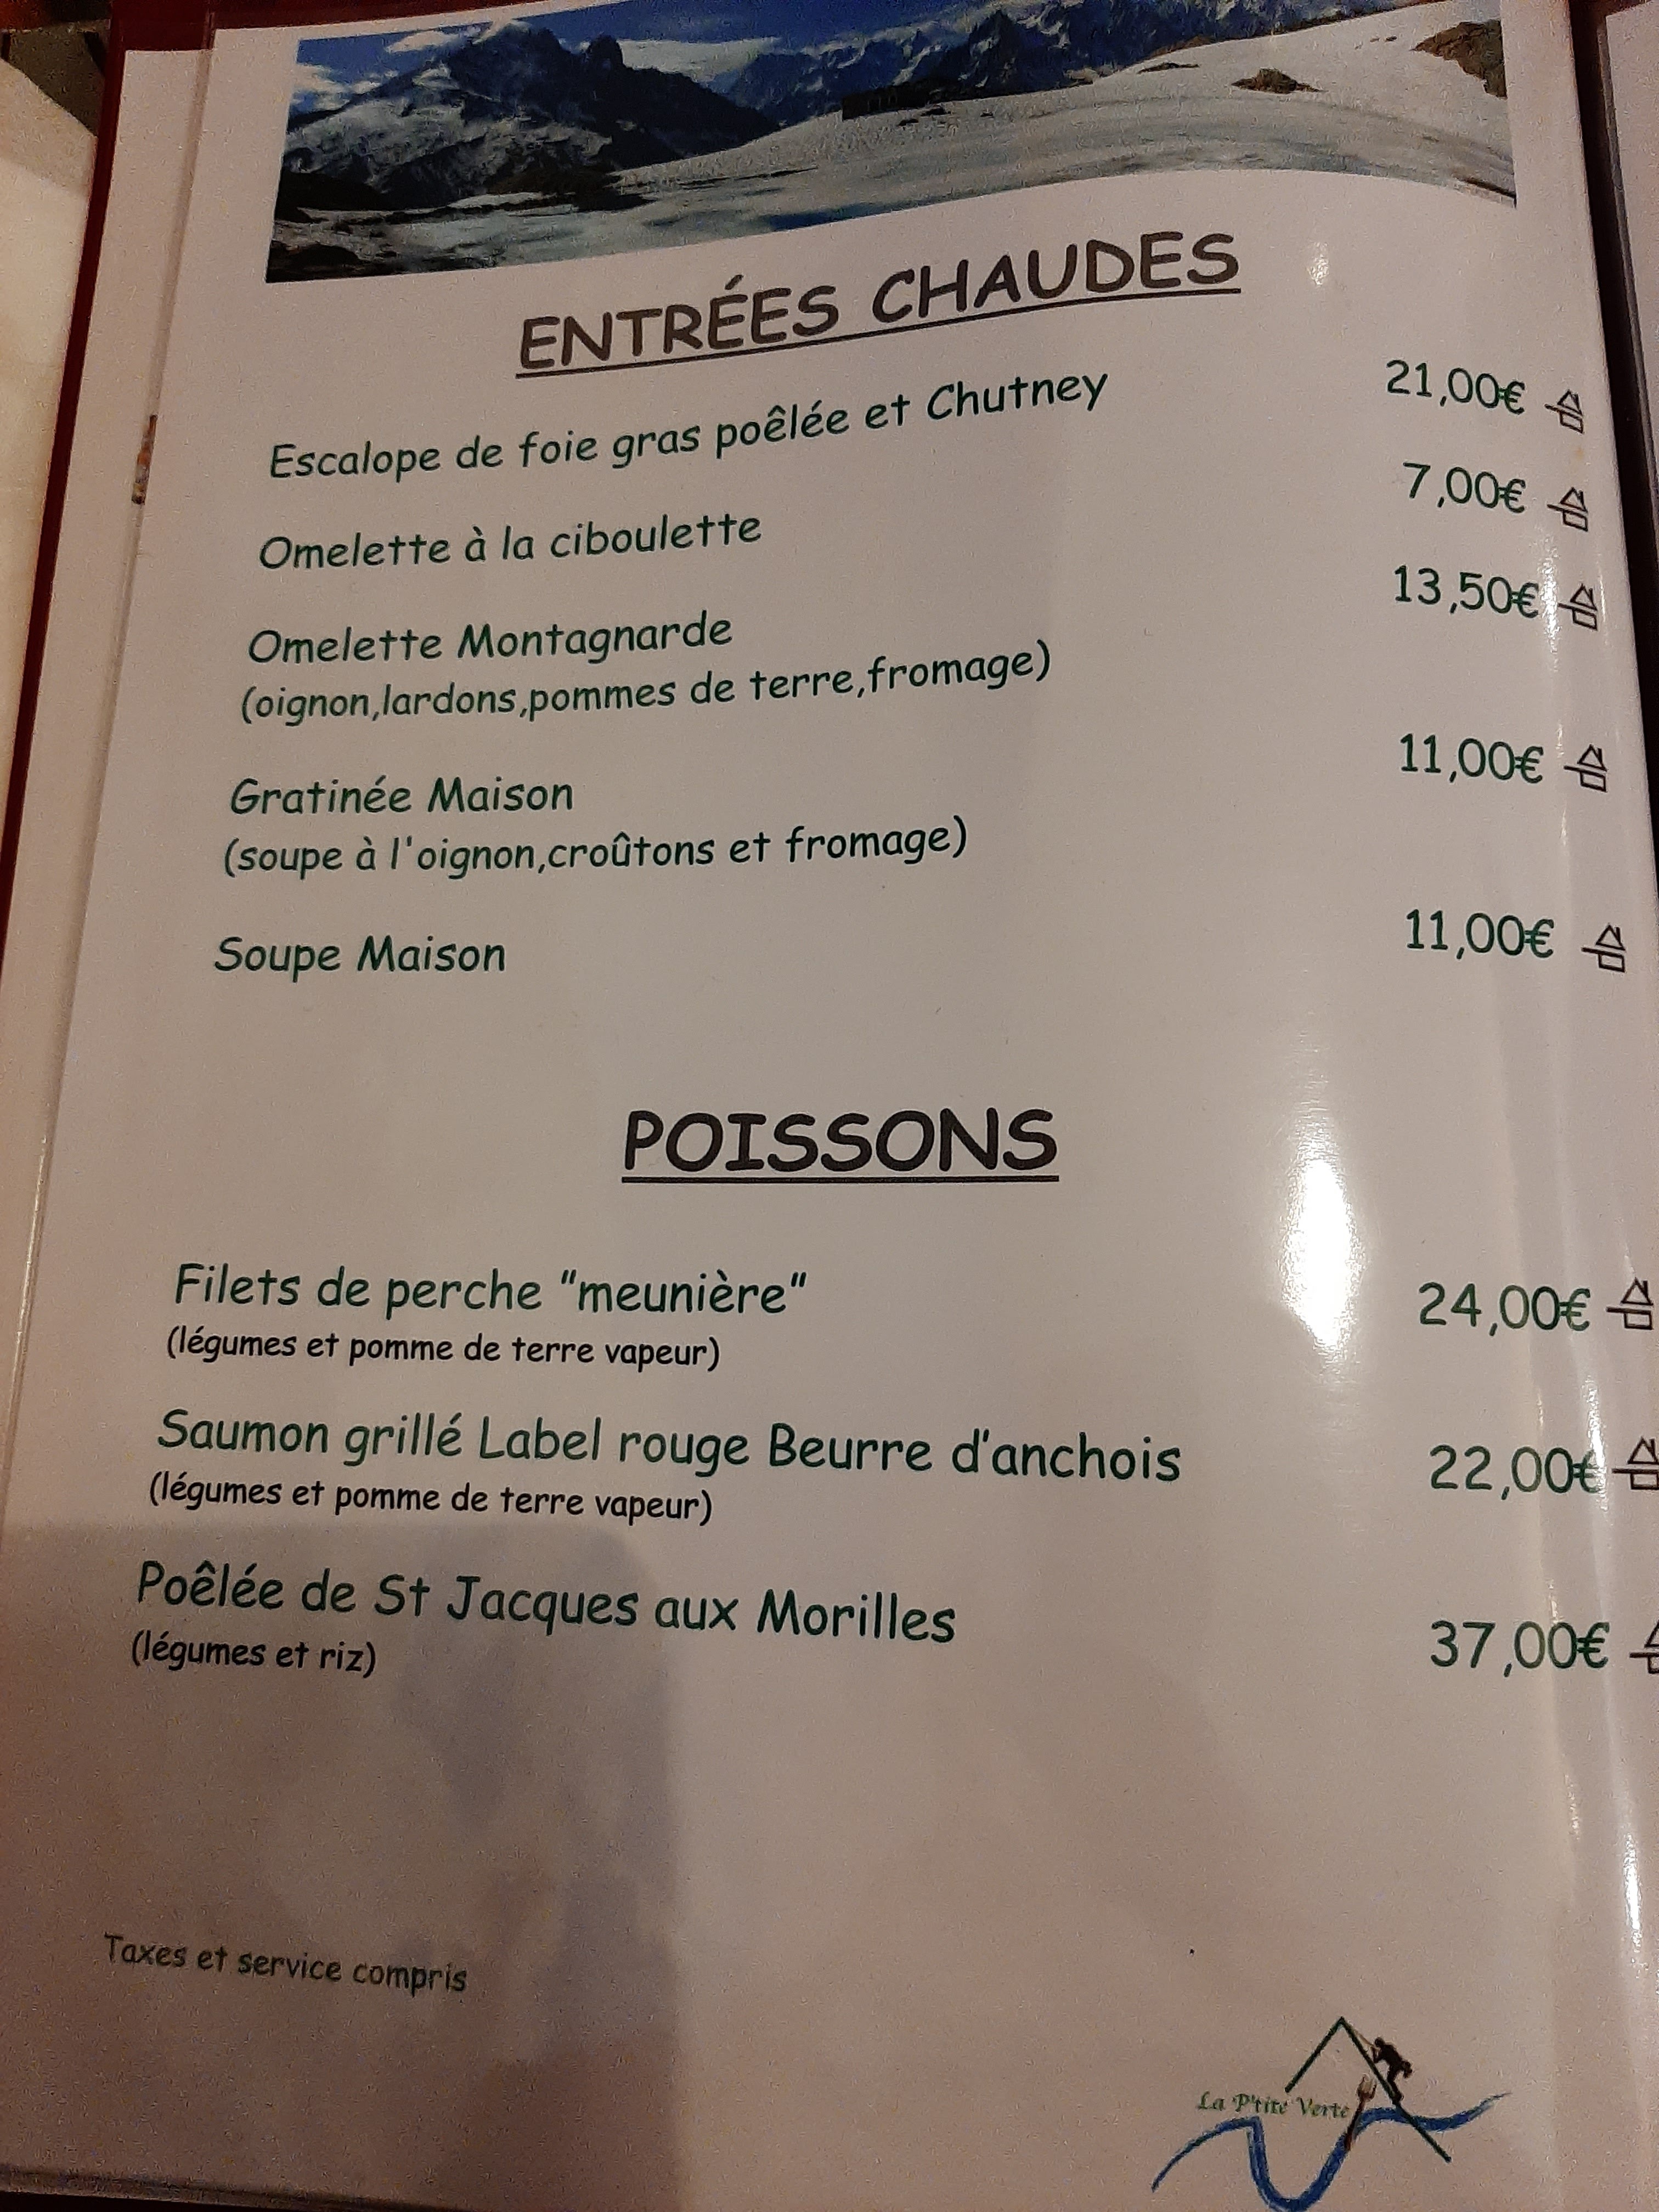 ENTRÉES CHAUDES
Escalope de foie gras poêlée et Chutney 21,00€
Omelette à la ciboulette 7,00€
Omelette Montagnarde 13,50€
(oignon,lardons,pommes de terre,fromage)
Gratinée Maison 11,00€
(soupe à l'oignon,croûtons et fromage)
Soupe Maison 11,00€
POISSONS
Filets de perche "meunière" 24,00€
(légumes et pomme de terre vapeur)
Saumon grillé Label rouge Beurre d'anchois 22,00€
(légumes et pomme de terre vapeur)
Poêlée de St Jacques aux Morilles 37,00€
(légumes et riz)
Taxes et service compris
La P'tite Verte